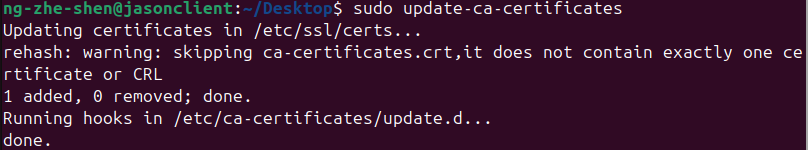 ng-zhe-shen@jasonclient:~/Desktop$ sudo update-ca-certificates
Updating certificates in /etc/ssl/certs...
rehash: warning: skipping ca-certificates.crt,it does not contain exactly one ce
rtificate or CRL
1 added, 0 removed; done.
Running hooks in /etc/ca-certificates/update.d...
done.